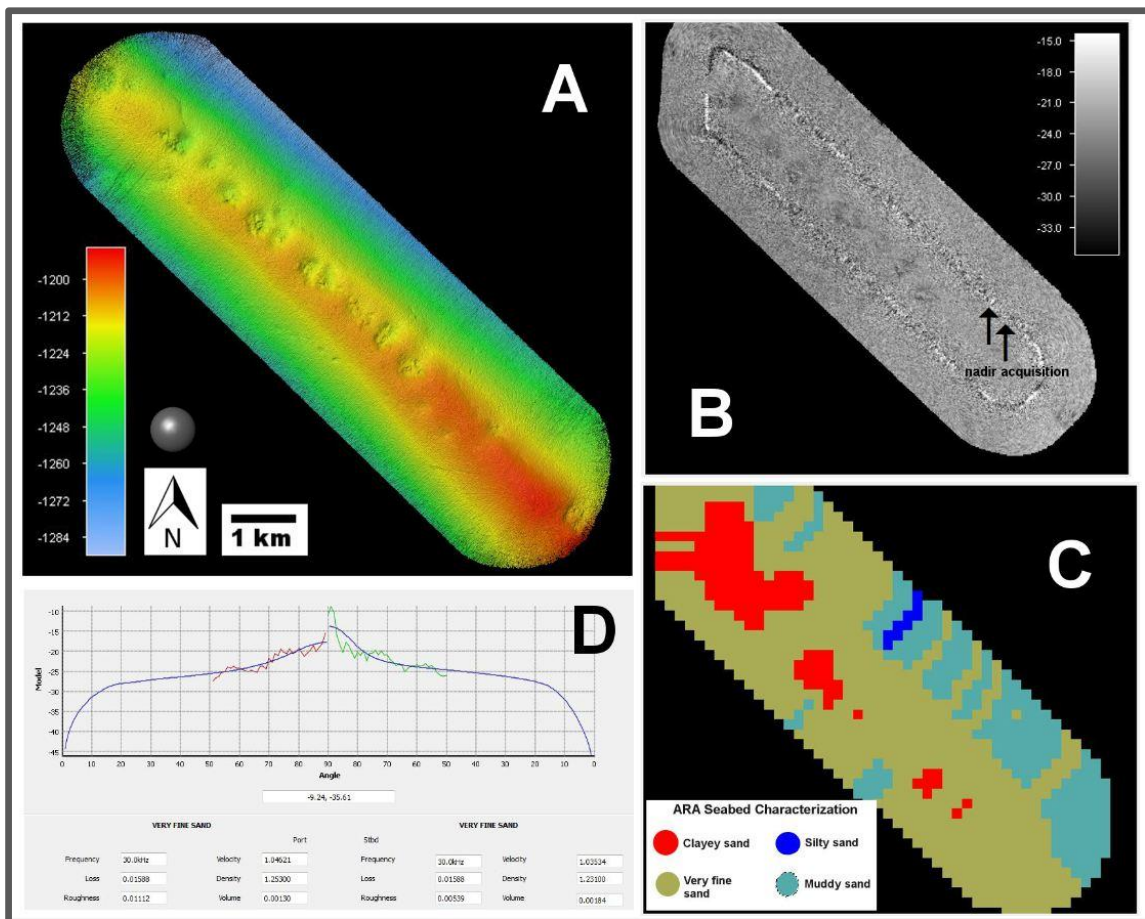 A
-1200
-1212
-1224
-1236
-1248
-1260
-1272
-1284
N
1 km
B
-15.0
-18.0
-21.0
-24.0
-27.0
-30.0
-33.0
nadir acquisition
C
ARA Seabed Characterization
Clayey sand
Silty sand
Very fine
sand
Muddy sand
D
Model
-10
-15
-20
-25
-30
-35
-40
-45
0 10 20 30 40 50 60 70 80 90 80 70 60 50 40 30 20 10 0
Angle
-9.24, -35.61
VERY FINE SAND VERY FINE SAND
Port Stbd
Frequency 30.0kHz Velocity 1.04621 Frequency 30.0kHz Velocity 1.03534
Loss 0.01588 Density 1.25300 Loss 0.01588 Density 1.23100
Roughness 0.01112 Volume 0.00130 Roughness 0.00539 Volume 0.00184